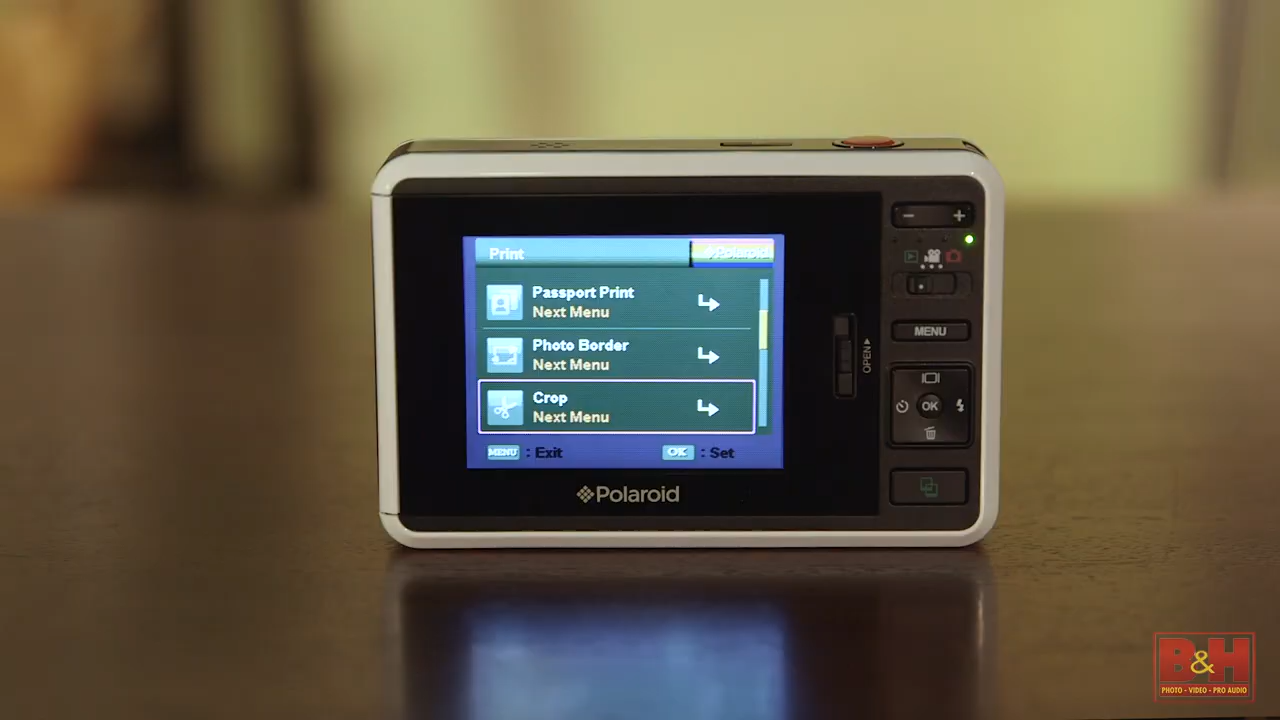 Print
Polaroid
Passport Print
Next Menu
Photo Border
Next Menu
Crop
Next Menu
MENU : Exit
OK : Set
Polaroid
OPEN
MENU
OK
B&H
PHOTO - VIDEO - PRO AUDIO